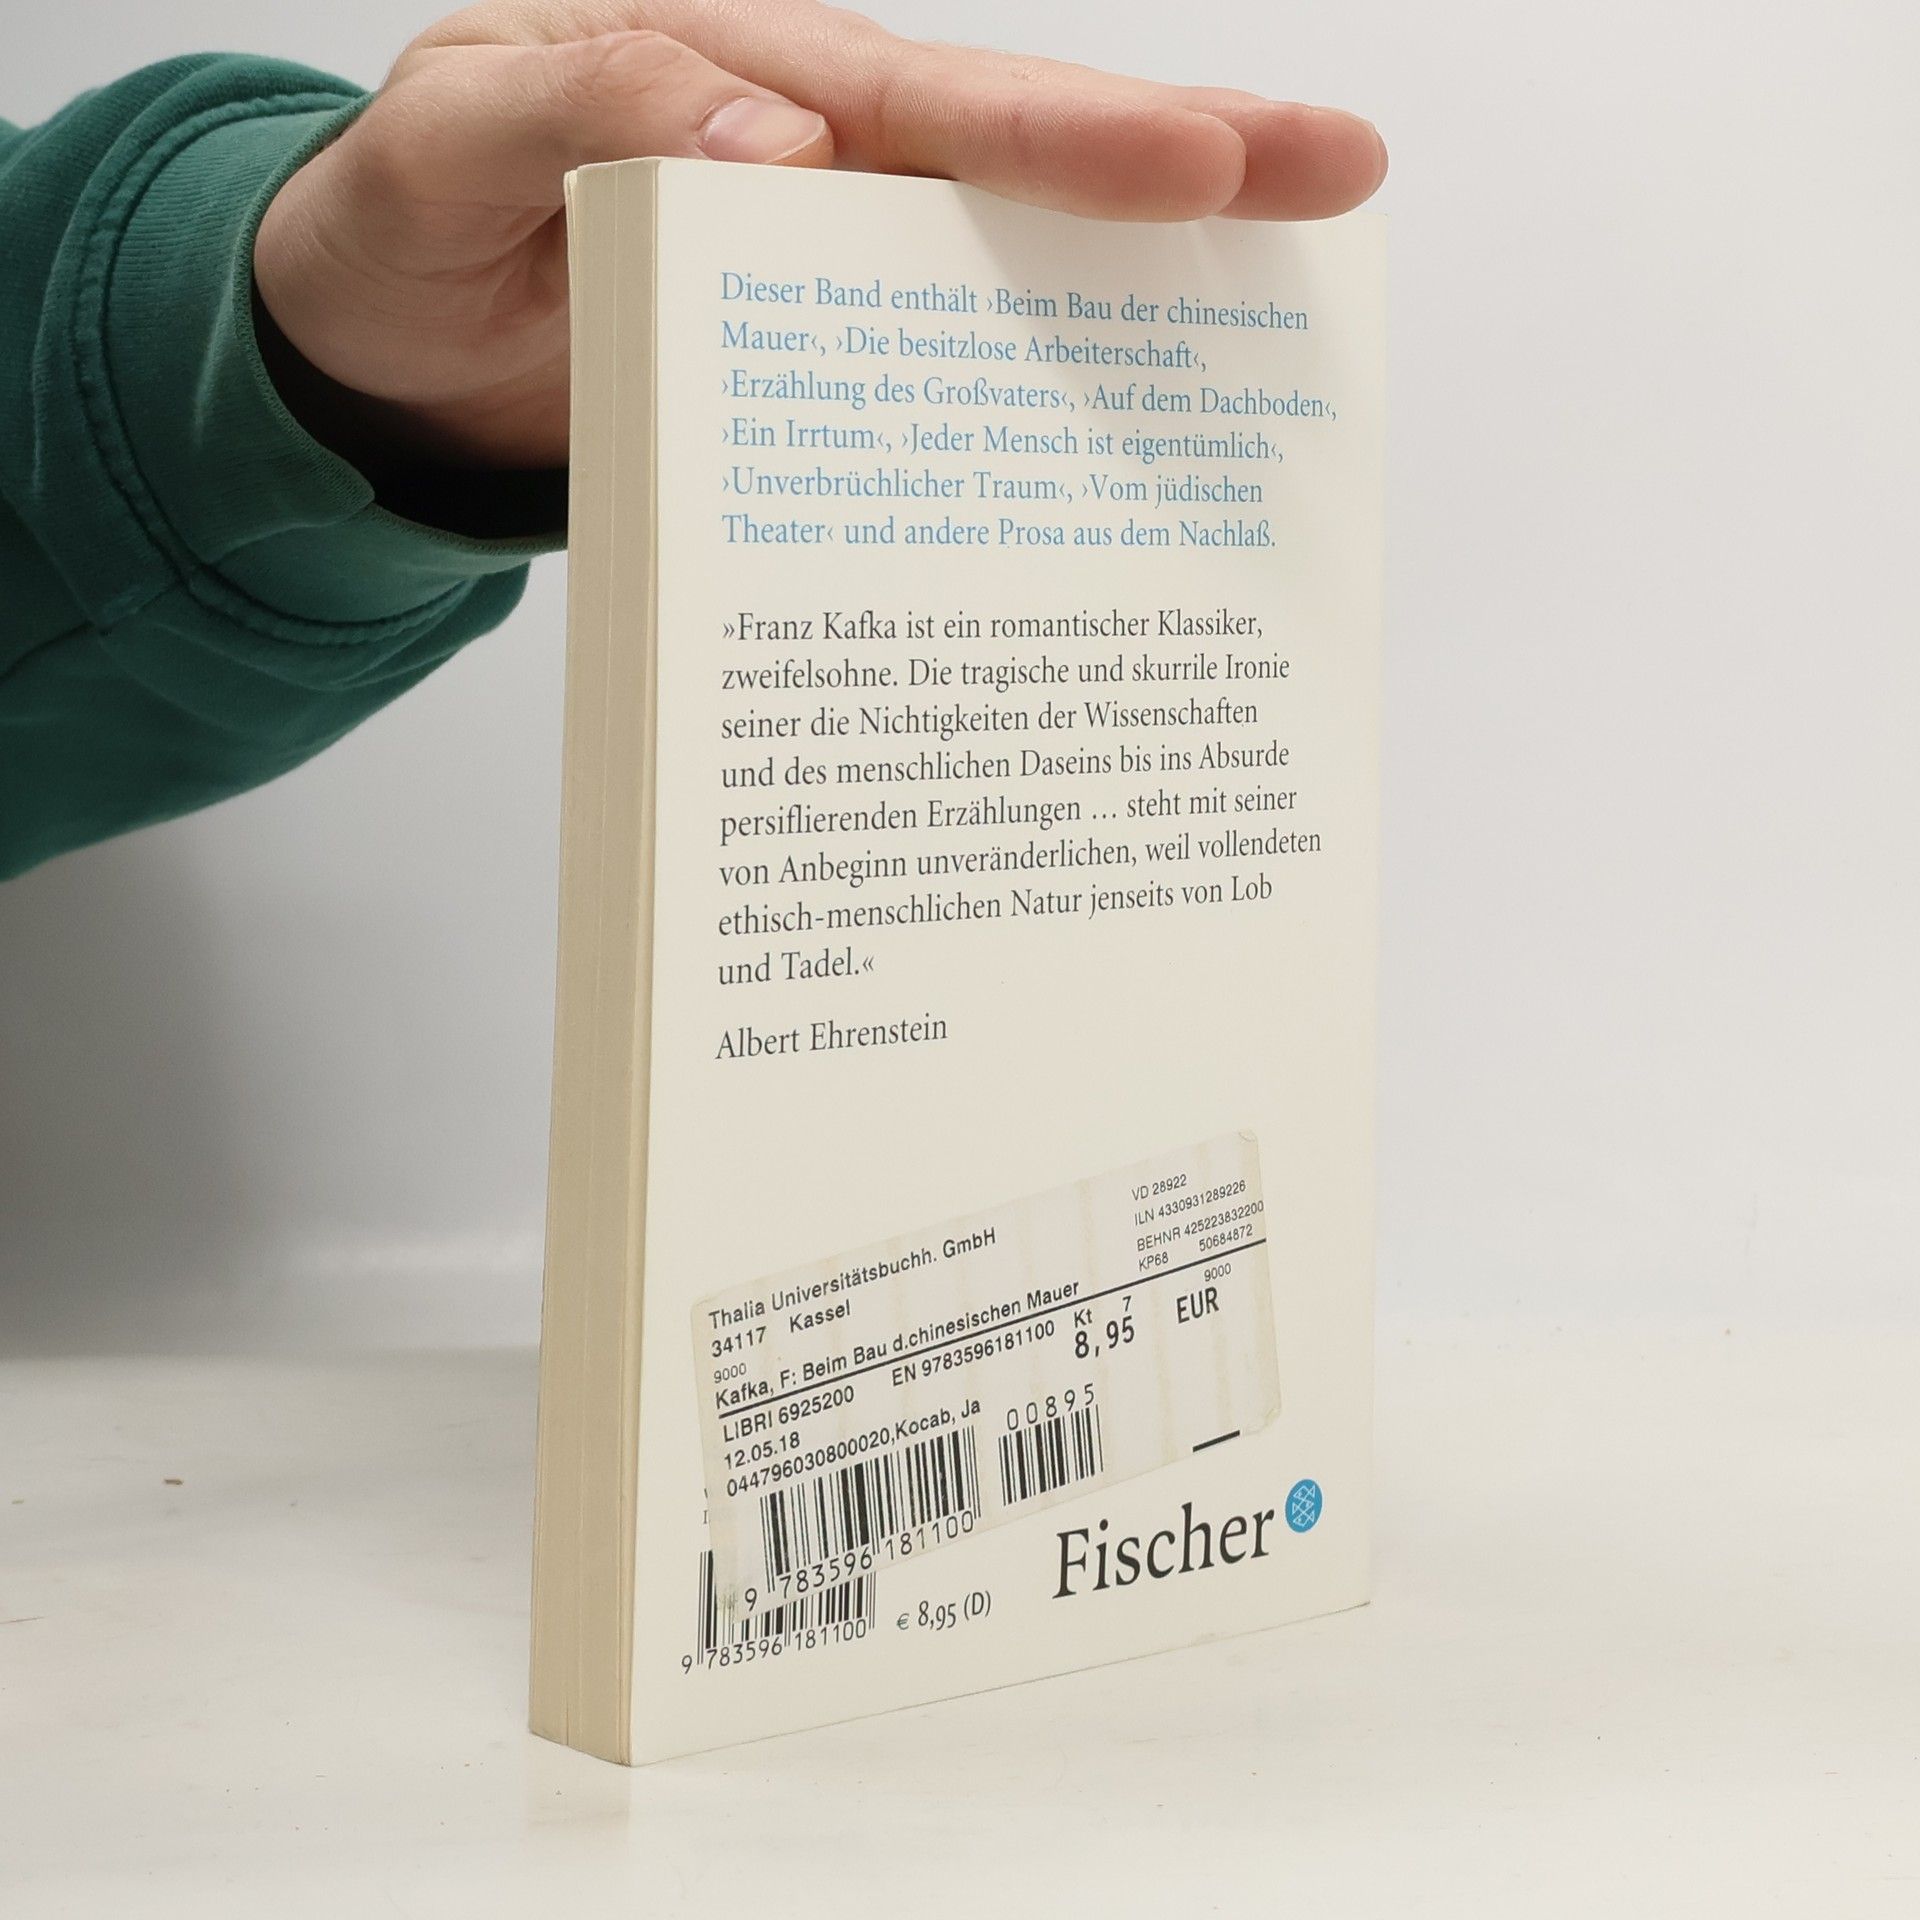 Dieser Band enthält ›Beim Bau der chinesischen
Mauer‹, ›Die besitzlose Arbeiterschaft‹,
›Erzählung des Großvaters‹, ›Auf dem Dachboden‹,
›Ein Irrtum‹, ›Jeder Mensch ist eigentümlich‹,
›Unverbrüchlicher Traum‹, ›Vom jüdischen
Theater‹ und andere Prosa aus dem Nachlaß.
»Franz Kafka ist ein romantischer Klassiker,
zweifelsohne. Die tragische und skurrile Ironie
seiner die Nichtigkeiten der Wissenschaften
und des menschlichen Daseins bis ins Absurde
persiflierenden Erzählungen … steht mit seiner
von Anbeginn unveränderlichen, weil vollendeten
ethisch-menschlichen Natur jenseits von Lob
und Tadel.«
Albert Ehrenstein
VD 28922
ILN 4330931289226
BEHNR 425223832200
KP68 50684872
Thalia Universitätsbuchh. GmbH
34117 Kassel
9000 9000
Kafka, F: Beim Bau d.chinesischen Mauer
LIBRI 6925200 EN 9783596181100 Kt 7
12.05.18 8,95 EUR
044796030800020,Kocab, Ja
00895
9 783596 181100
9 783596 181100
€ 8,95 (D)
Fischer